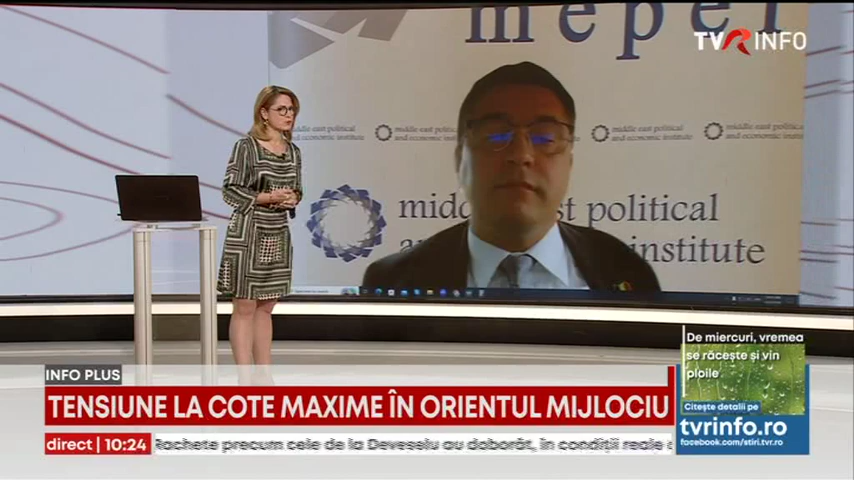 mepei
TVR INFO
middle east political
and economic institute
middle east political
and economic institute
middle east political
and economic institute
east political
institute
De miercuri, vremea
se răcește și vin
ploile
Citește detalii pe
tvrinfo.ro
facebook.com/stiri.tvr.ro
INFO PLUS
TENSIUNE LA COTE MAXIME ÎN ORIENTUL MIJLOCIU
direct | 10:24
Rachete precum cele de la Deveselu au doborât, în condiții reale